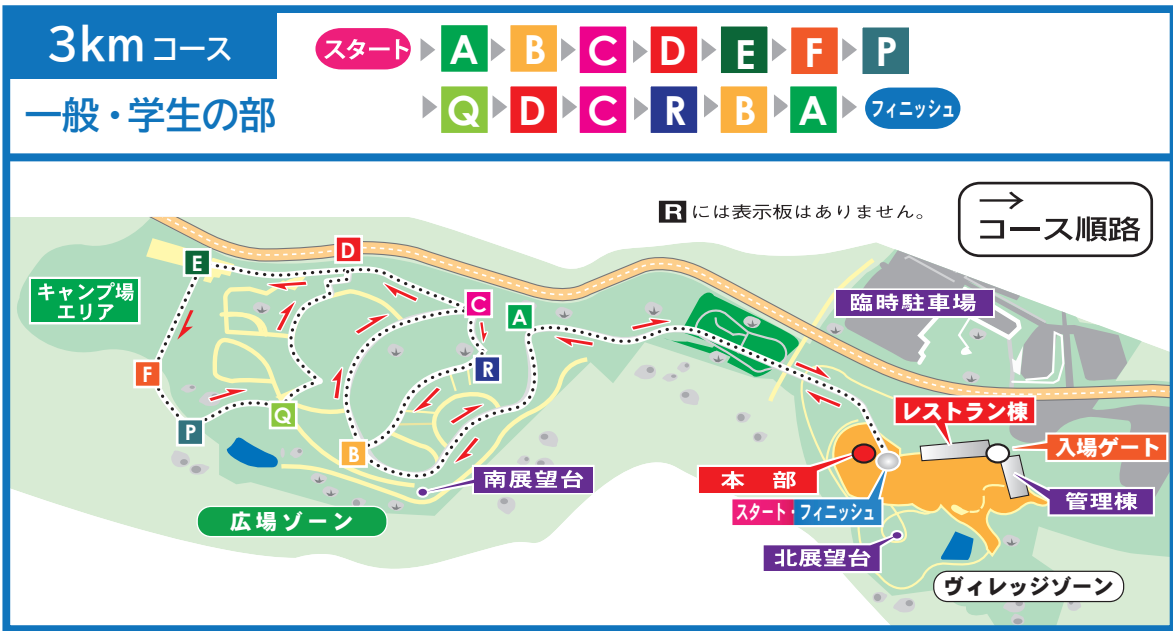 3kmコース
一般・学生の部
スタート A B C D E F P
Q D C R B A フィニッシュ
R には表示板はありません。
→
コース順路
D
E
キャンプ場
エリア
C
A
臨時駐車場
R
F
Q
P
B
レストラン棟
入場ゲート
南展望台
本 部
管理棟
スタート・フィニッシュ
広場ゾーン
北展望台
ヴィレッジゾーン